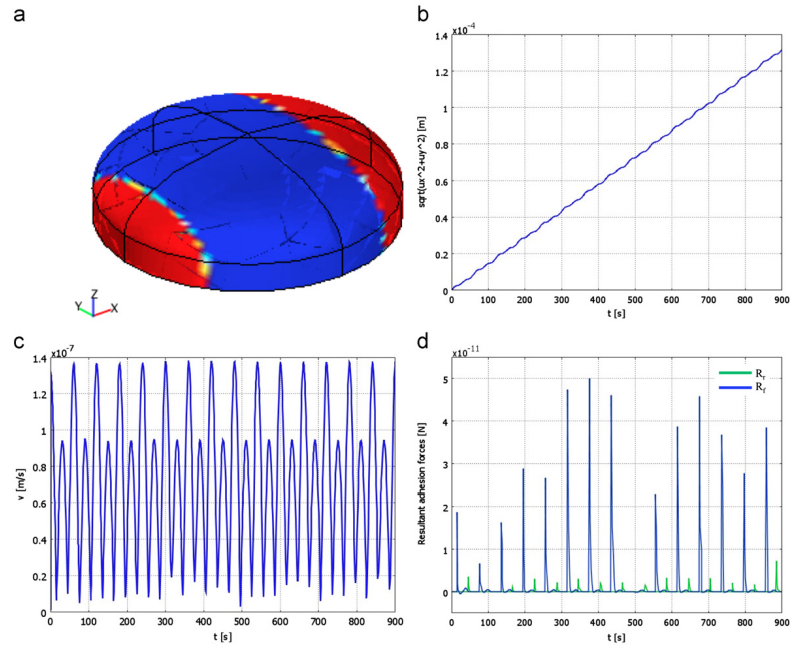 a
Z
Y
X
b
x10^-4
1.4
1.2
1
0.8
0.6
0.4
0.2
0
sqrt(ux^2+uy^2) [m]
0 100 200 300 400 500 600 700 800 900
t [s]
c
x10^-7
1.4
1.2
1
0.8
0.6
0.4
0.2
0
v [m/s]
0 100 200 300 400 500 600 700 800 900
t [s]
d
x10^-11
5
4
3
2
1
0
Resultant adhesion forces [N]
R_r
R_f
0 100 200 300 400 500 600 700 800 900
t [s]